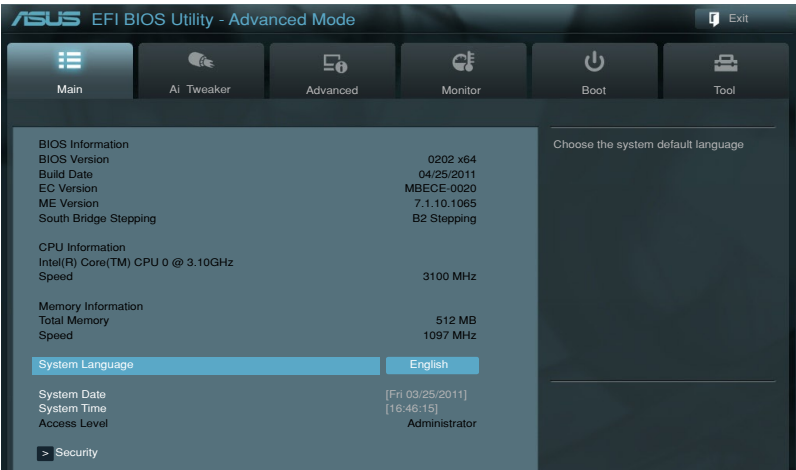 ASUS EFI BIOS Utility - Advanced Mode
Exit
Main
Ai Tweaker
Advanced
Monitor
Boot
Tool
BIOS Information
BIOS Version 0202 x64
Build Date 04/25/2011
EC Version MBECE-0020
ME Version 7.1.10.1065
South Bridge Stepping B2 Stepping
CPU Information
Intel(R) Core(TM) CPU 0 @ 3.10GHz
Speed 3100 MHz
Memory Information
Total Memory 512 MB
Speed 1097 MHz
System Language English
System Date [Fri 03/25/2011]
System Time [16:46:15]
Access Level Administrator
> Security
Choose the system default language